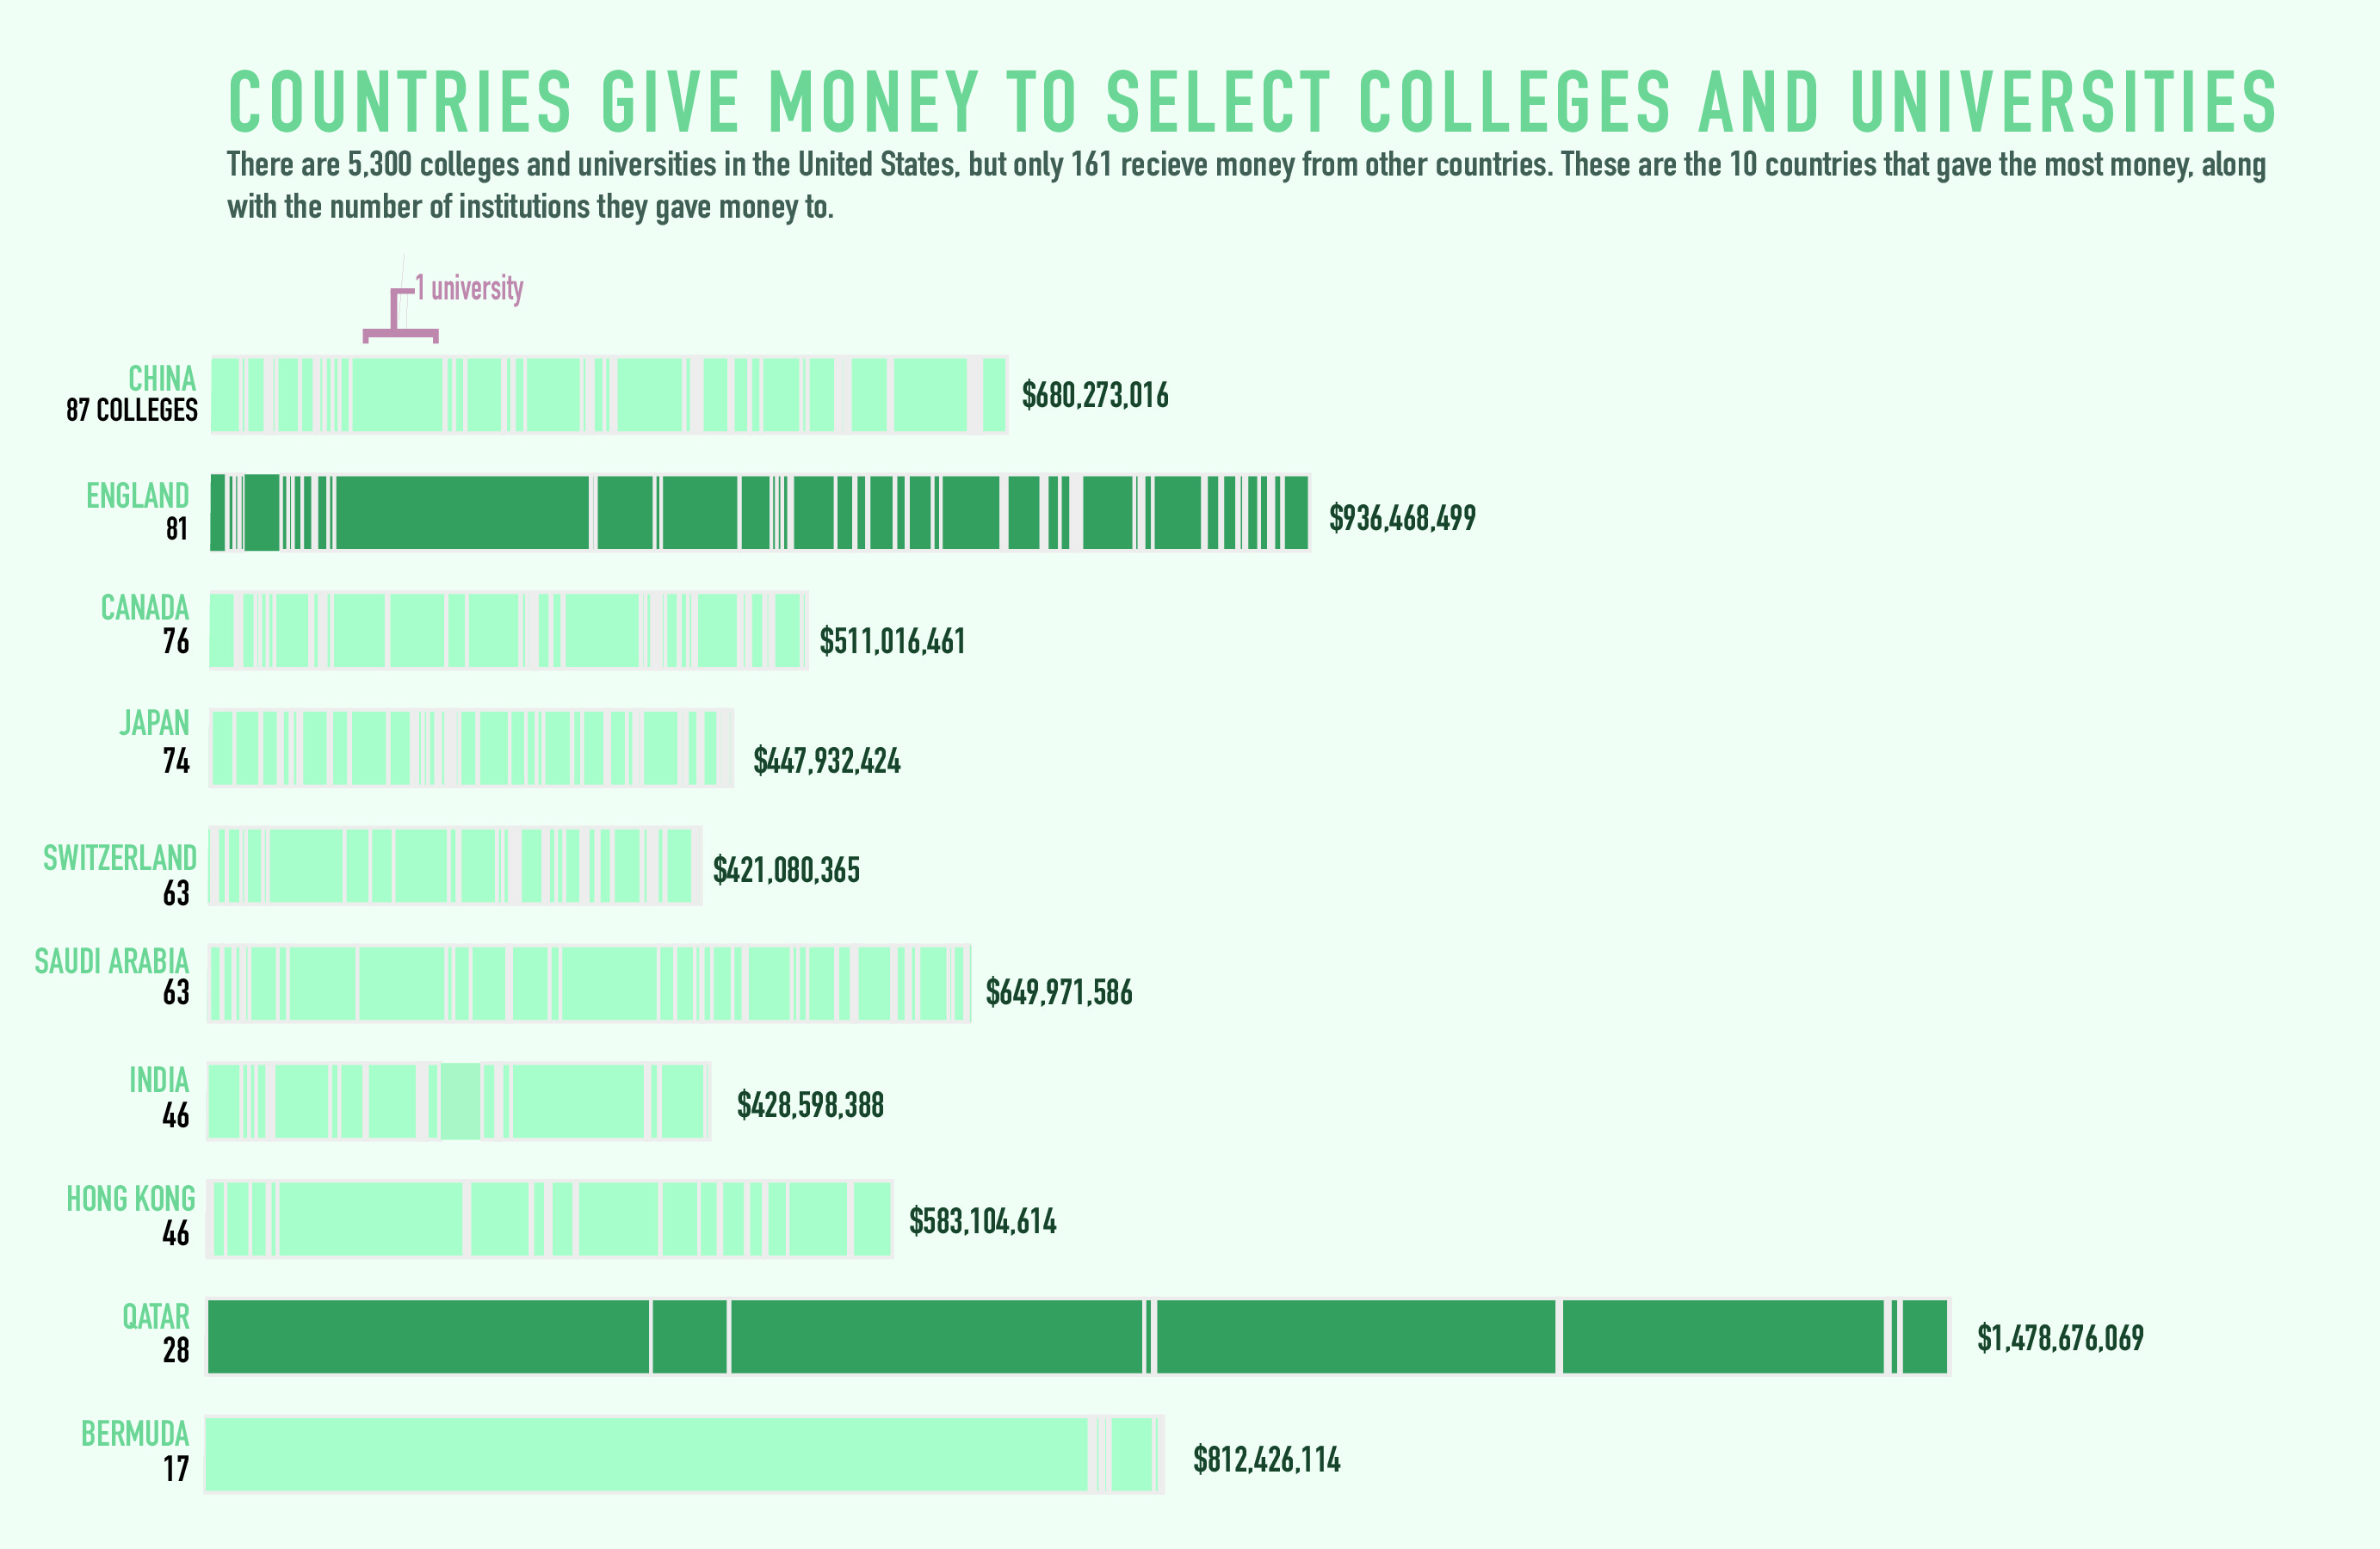 COUNTRIES GIVE MONEY TO SELECT COLLEGES AND UNIVERSITIES
There are 5,300 colleges and universities in the United States, but only 161 recieve money from other countries. These are the 10 countries that gave the most money, along
with the number of institutions they gave money to.
1 university
CHINA
87 COLLEGES
$680,273,016
ENGLAND
81
$936,468,499
CANADA
76
$511,016,461
JAPAN
74
$447,932,424
SWITZERLAND
63
$421,080,365
SAUDI ARABIA
63
$649,971,586
INDIA
46
$428,598,388
HONG KONG
46
$583,104,614
QATAR
28
$1,478,676,069
BERMUDA
17
$812,426,114